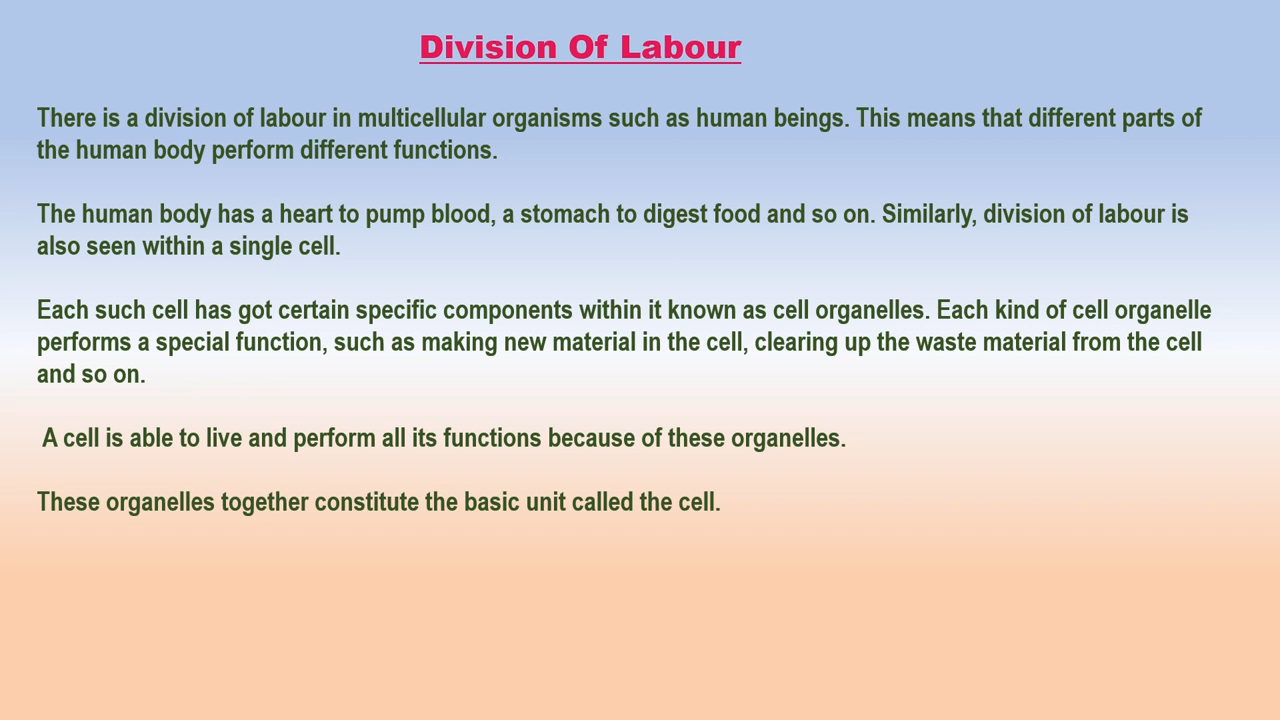 Division Of Labour
There is a division of labour in multicellular organisms such as human beings. This means that different parts of
the human body perform different functions.
The human body has a heart to pump blood, a stomach to digest food and so on. Similarly, division of labour is
also seen within a single cell.
Each such cell has got certain specific components within it known as cell organelles. Each kind of cell organelle
performs a special function, such as making new material in the cell, clearing up the waste material from the cell
and so on.
A cell is able to live and perform all its functions because of these organelles.
These organelles together constitute the basic unit called the cell.